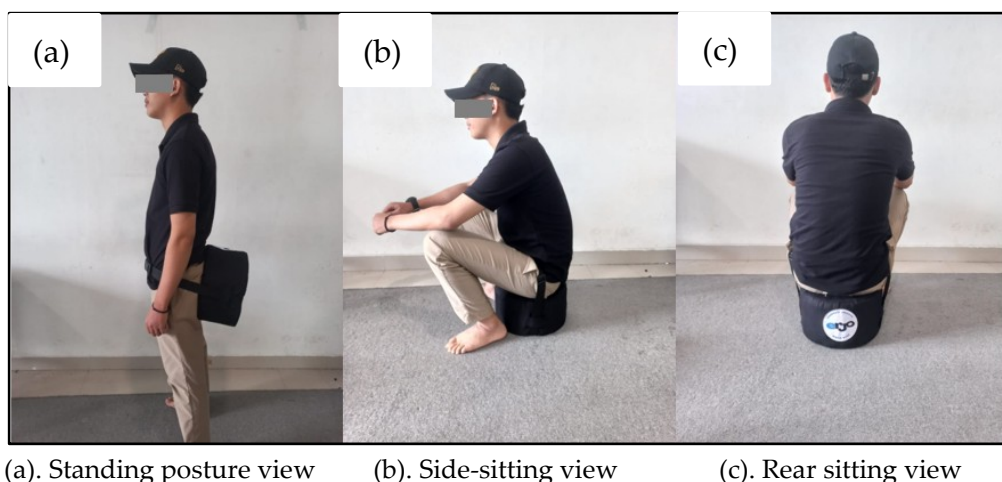 (a)
(b)
(c)
(a). Standing posture view
(b). Side-sitting view
(c). Rear sitting view